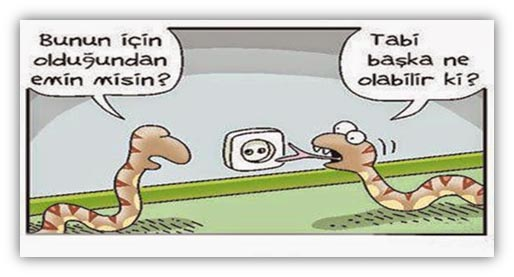 Bunun için
olduğundan
emin misin?
Tabi
başka ne
olabilir ki?